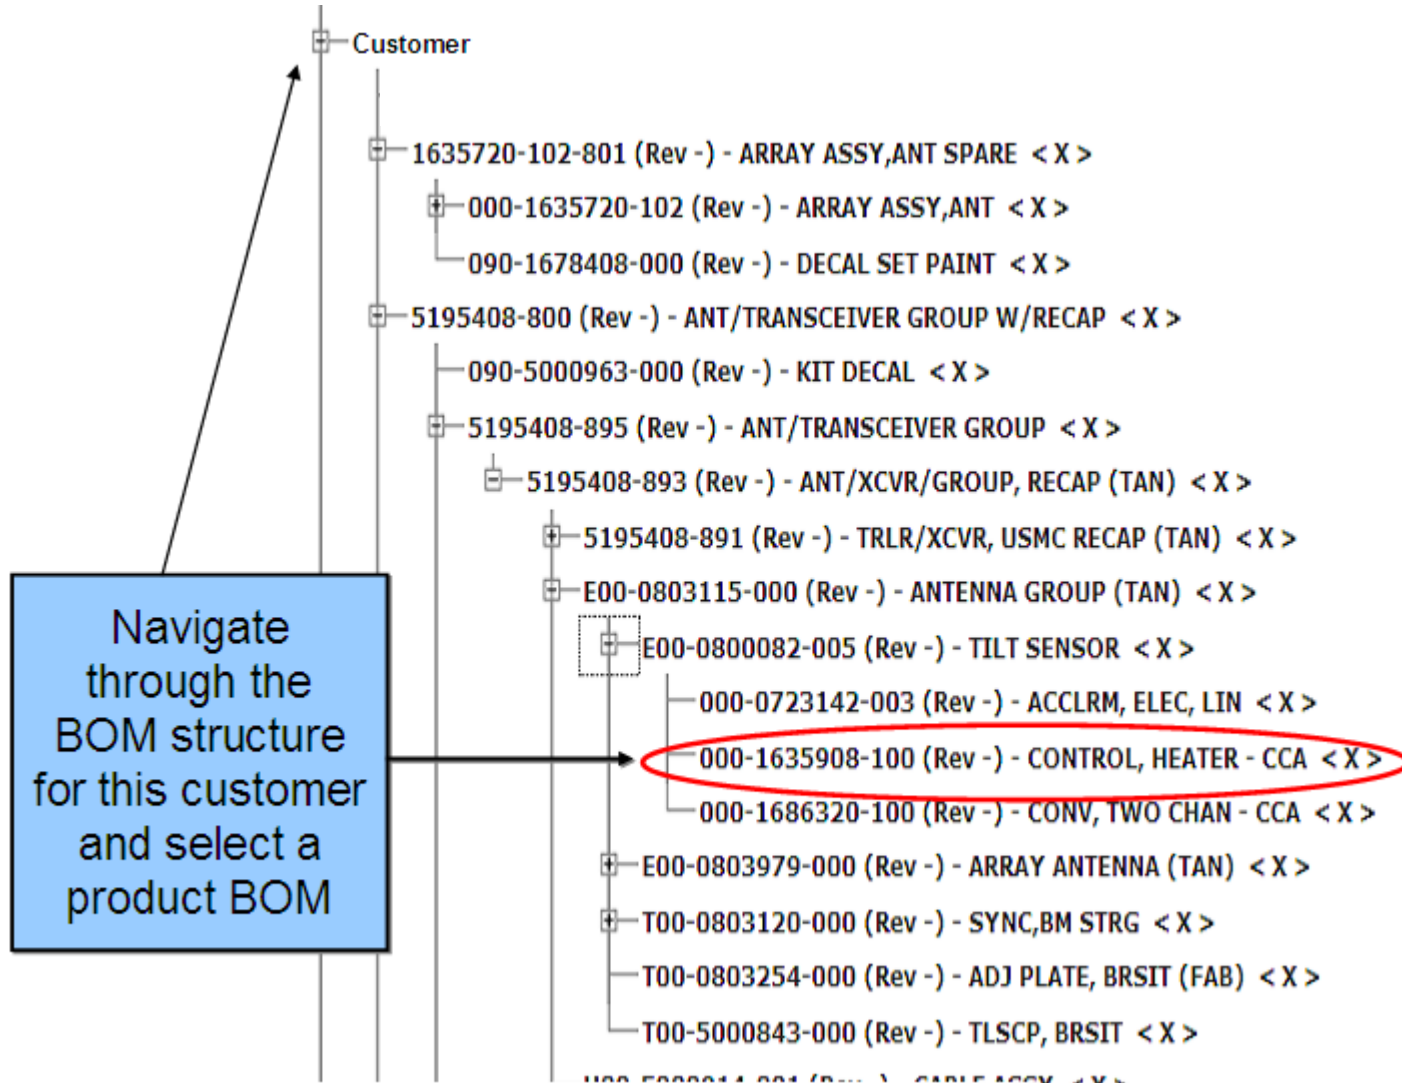 Customer
1635720-102-801 (Rev -) - ARRAY ASSY,ANT SPARE < X >
000-1635720-102 (Rev -) - ARRAY ASSY,ANT < X >
090-1678408-000 (Rev -) - DECAL SET PAINT < X >
5195408-800 (Rev -) - ANT/TRANSCEIVER GROUP W/RECAP < X >
090-5000963-000 (Rev -) - KIT DECAL < X >
5195408-895 (Rev -) - ANT/TRANSCEIVER GROUP < X >
5195408-893 (Rev -) - ANT/XCVR/GROUP, RECAP (TAN) < X >
5195408-891 (Rev -) - TRLR/XCVR, USMC RECAP (TAN) < X >
E00-0803115-000 (Rev -) - ANTENNA GROUP (TAN) < X >
E00-0800082-005 (Rev -) - TILT SENSOR < X >
000-0723142-003 (Rev -) - ACCLRM, ELEC, LIN < X >
000-1635908-100 (Rev -) - CONTROL, HEATER - CCA < X >
000-1686320-100 (Rev -) - CONV, TWO CHAN - CCA < X >
E00-0803979-000 (Rev -) - ARRAY ANTENNA (TAN) < X >
T00-0803120-000 (Rev -) - SYNC,BM STRG < X >
T00-0803254-000 (Rev -) - ADJ PLATE, BRSIT (FAB) < X >
T00-5000843-000 (Rev -) - TLSCP, BRSIT < X >
Navigate
through the
BOM structure
for this customer
and select a
product BOM